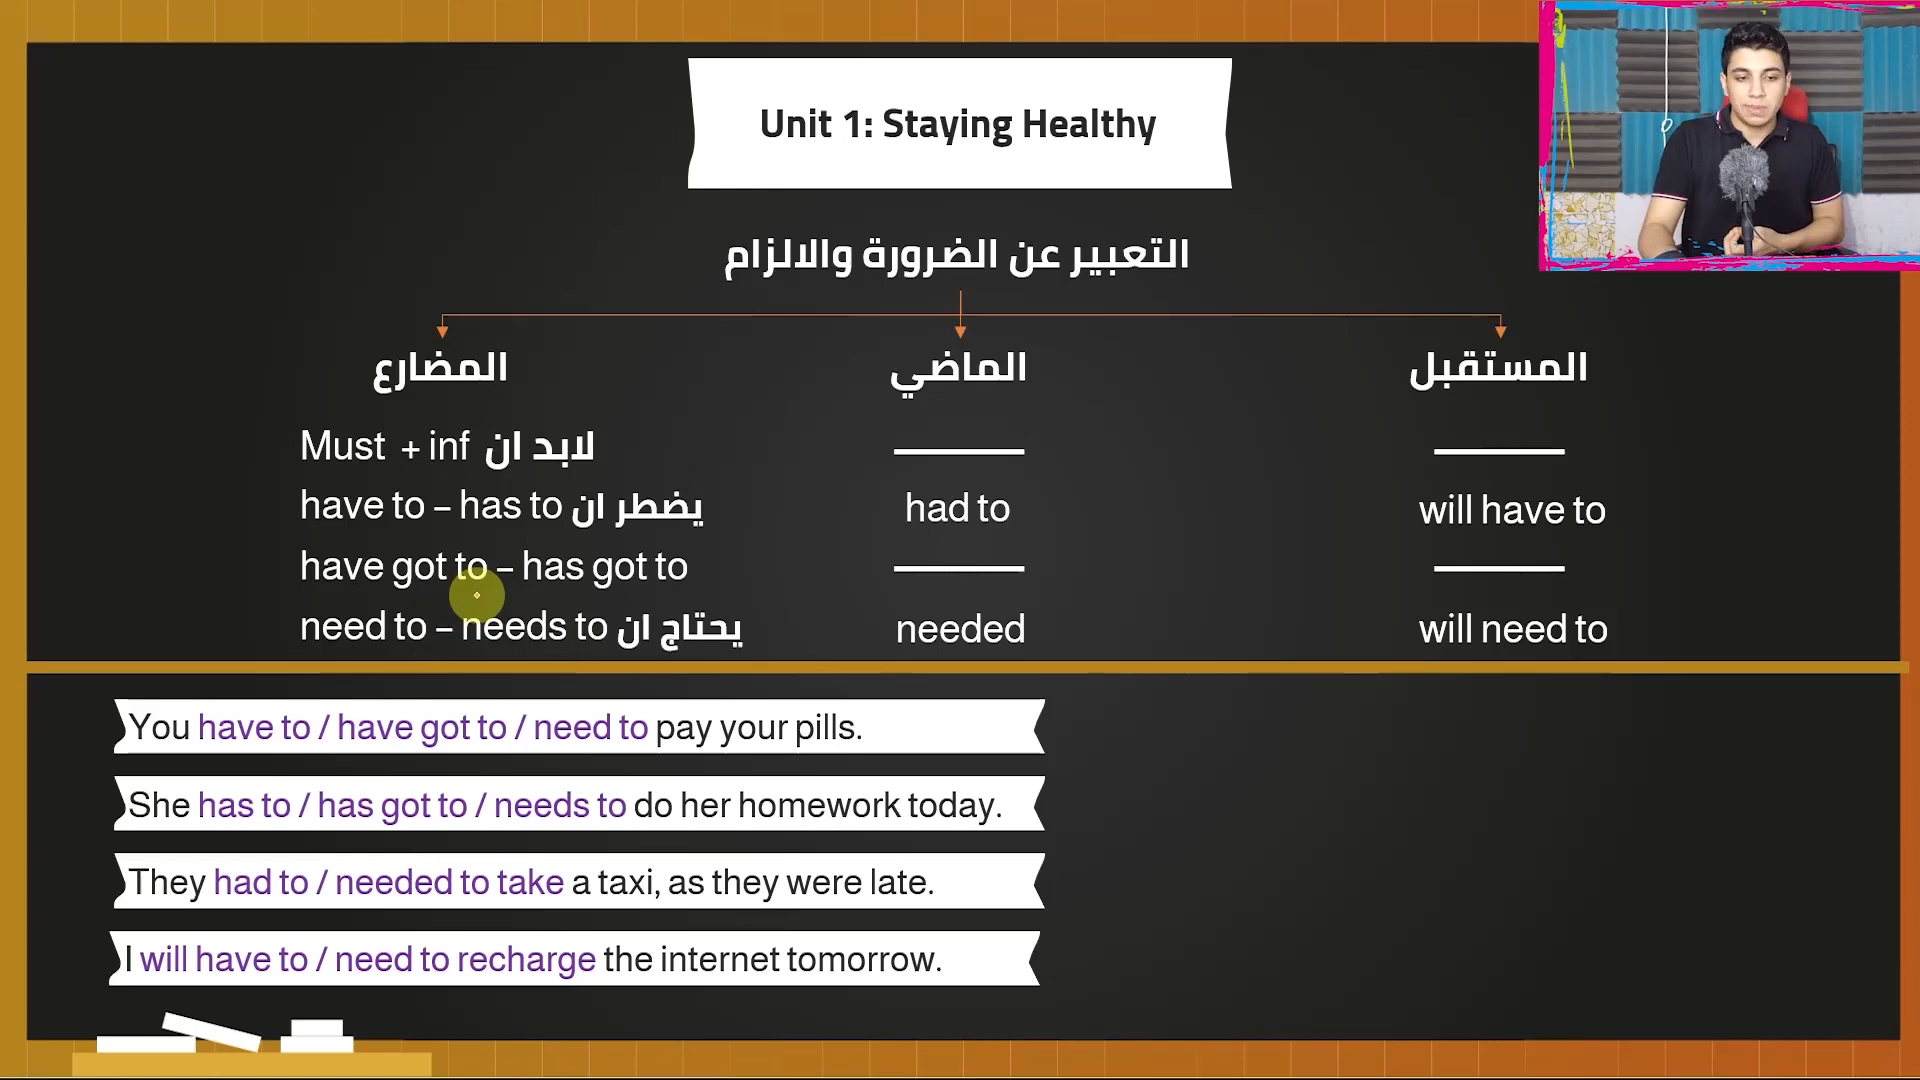 Unit 1: Staying Healthy
التعبير عن الضرورة والالزام
المضارع الماضي المستقبل
Must + inf لابد ان
have to – has to يضطر ان had to will have to
have got to – has got to
need to – needs to يحتاج ان needed will need to
You have to / have got to / need to pay your pills.
She has to / has got to / needs to do her homework today.
They had to / needed to take a taxi, as they were late.
I will have to / need to recharge the internet tomorrow.